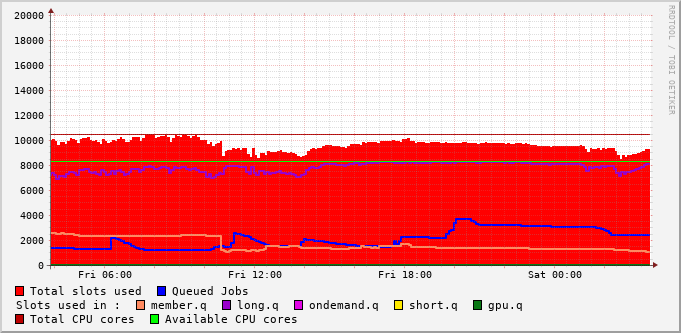 20000
18000
16000
14000
12000
10000
8000
6000
4000
2000
0
Fri 06:00 Fri 12:00 Fri 18:00 Sat 00:00
Total slots used Queued Jobs
Slots used in : member.q long.q ondemand.q short.q gpu.q
Total CPU cores Available CPU cores
RRDTOOL / TOBI OETIKER